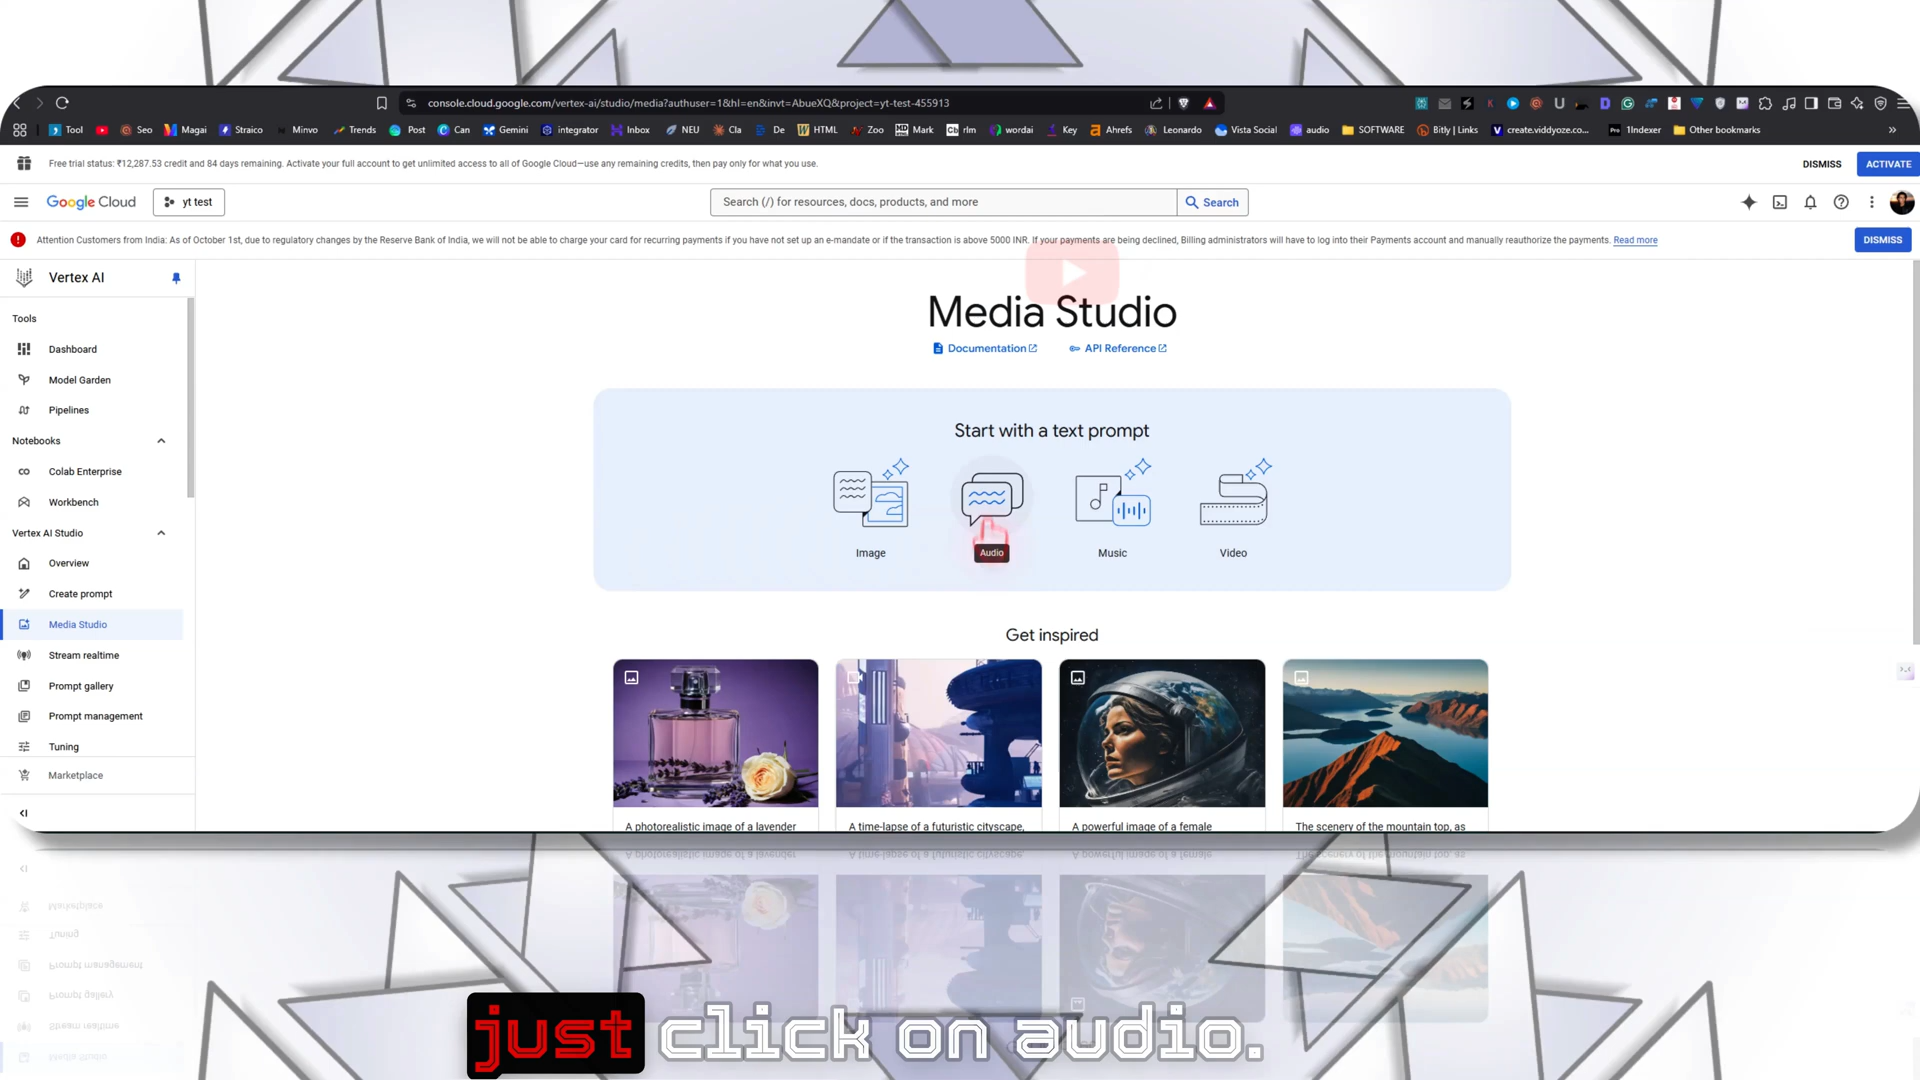 console.cloud.google.com/vertex-ai/studio/media?authuser=1&hl=en&invt=AbueXQ&project=yt-test-455913
Tool Seo Magai Straico Minvo Trends Post Can Gemini integrator Inbox NEU Cla De HTML Zoo Mark rlm wordai Key Ahrefs Leonardo Vista Social audio SOFTWARE Bitly | Links create.viddyoze.co... 1Indexer Other bookmarks
Free trial status: ₹12,287.53 credit and 84 days remaining. Activate your full account to get unlimited access to all of Google Cloud—use any remaining credits, then pay only for what you use.
DISMISS
ACTIVATE
Google Cloud
yt test
Search (/) for resources, docs, products, and more
Search
Attention Customers from India: As of October 1st, due to regulatory changes by the Reserve Bank of India, we will not be able to charge your card for recurring payments if you have not set up an e-mandate or if the transaction is above 5000 INR. If your payments are being declined, Billing administrators will have to log into their Payments account and manually reauthorize the payments. Read more
DISMISS
Vertex AI
Tools
Dashboard
Model Garden
Pipelines
Notebooks
Colab Enterprise
Workbench
Vertex AI Studio
Overview
Create prompt
Media Studio
Stream realtime
Prompt gallery
Prompt management
Tuning
Marketplace
Media Studio
Documentation
API Reference
Start with a text prompt
Image
Audio
Music
Video
Get inspired
A photorealistic image of a lavender
A time-lapse of a futuristic cityscape,
A powerful image of a female
The scenery of the mountain top, as
just click on audio.